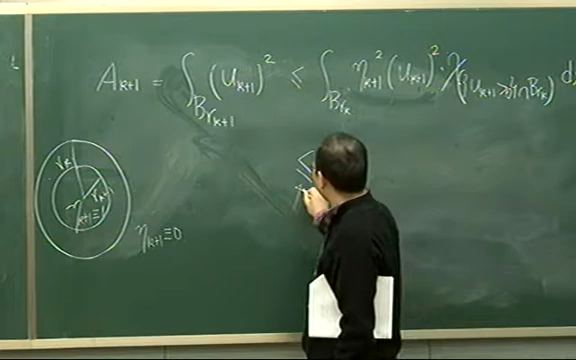 A_{k+1} = ∫_{B_{r_{k+1}}} (u_{k+1})^2 ≤ ∫_{B_{r_k}} η_{k+1}^2 (u_{k+1})^2 · χ_{({u_{k+1}>0}∩B_{r_k})} d
≤
r_k
r_{k+1}
η_{k+1}≡1
η_{k+1}≡0